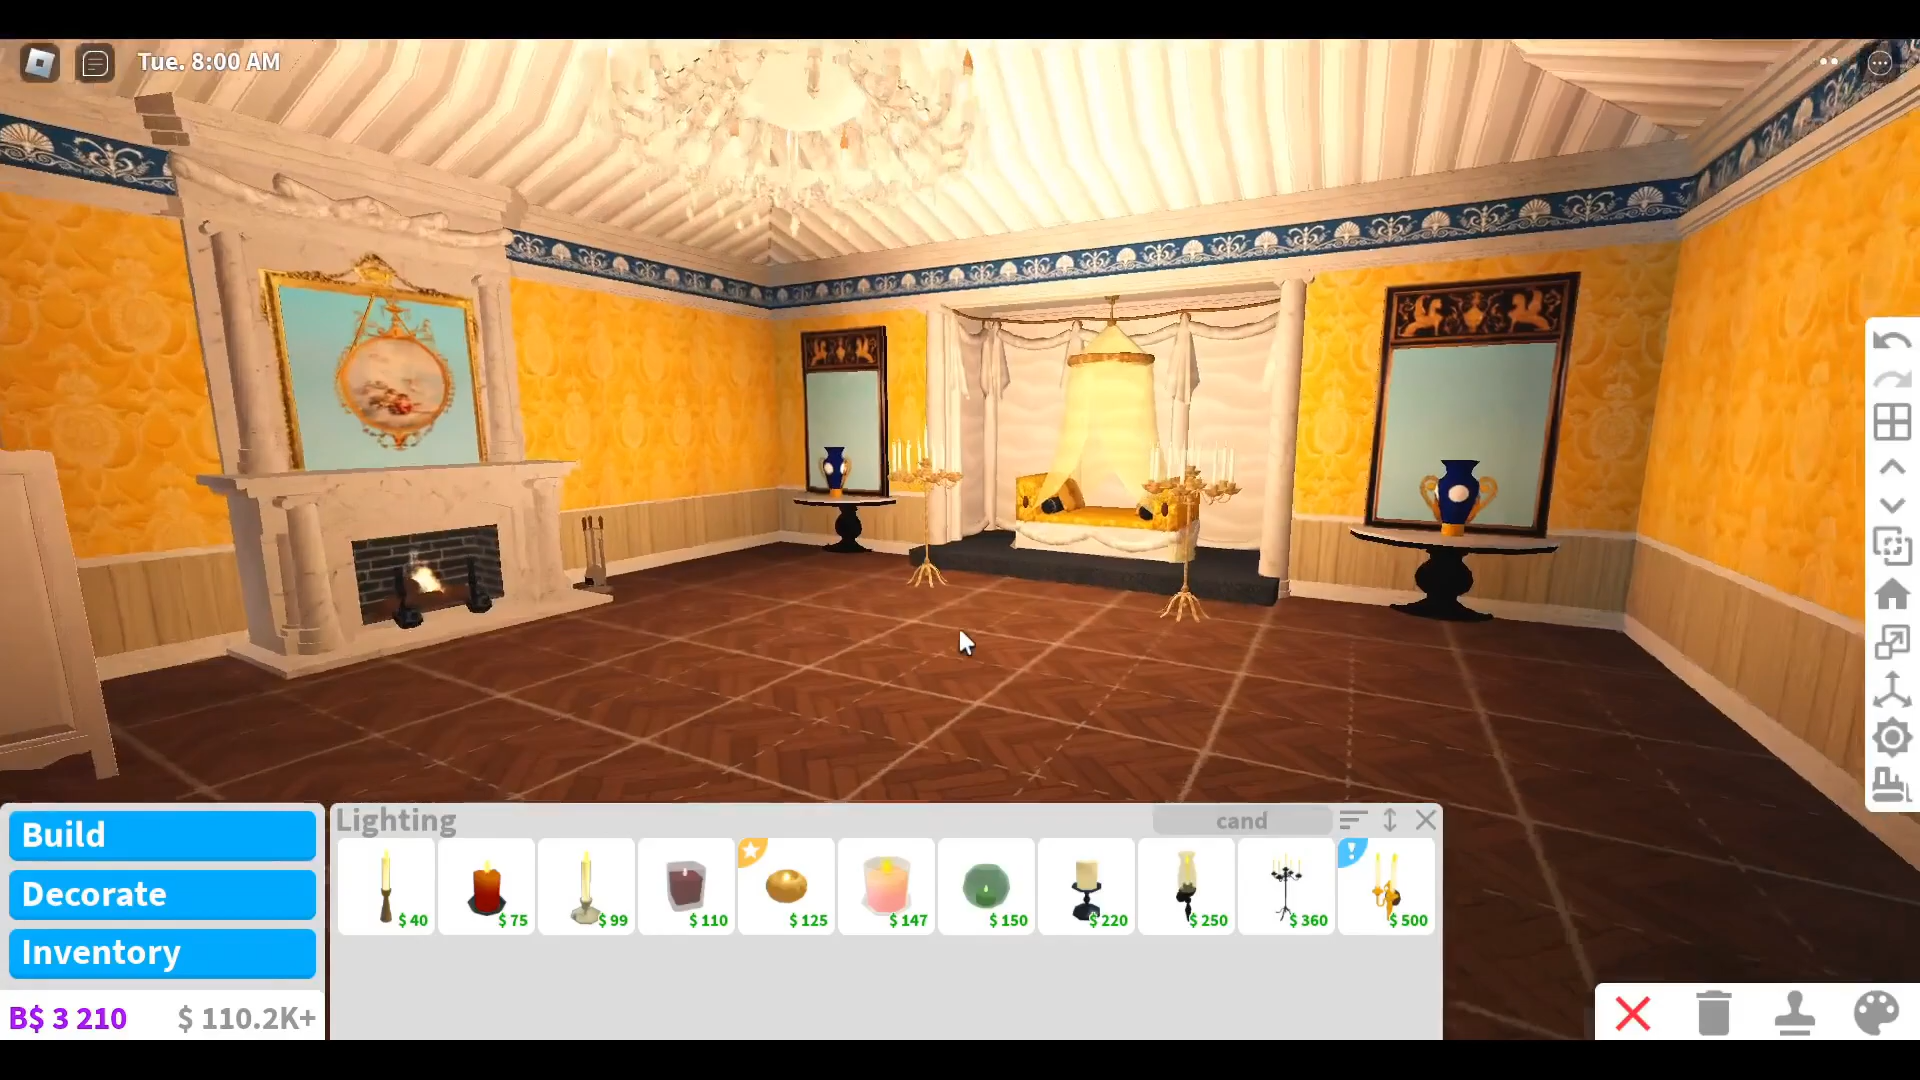 Tue. 8:00 AM
Build
Decorate
Inventory
B$ 3 210
$ 110.2K+
Lighting
cand
$ 40
$ 75
$ 99
$ 110
$ 125
$ 147
$ 150
$ 220
$ 250
$ 360
$ 500